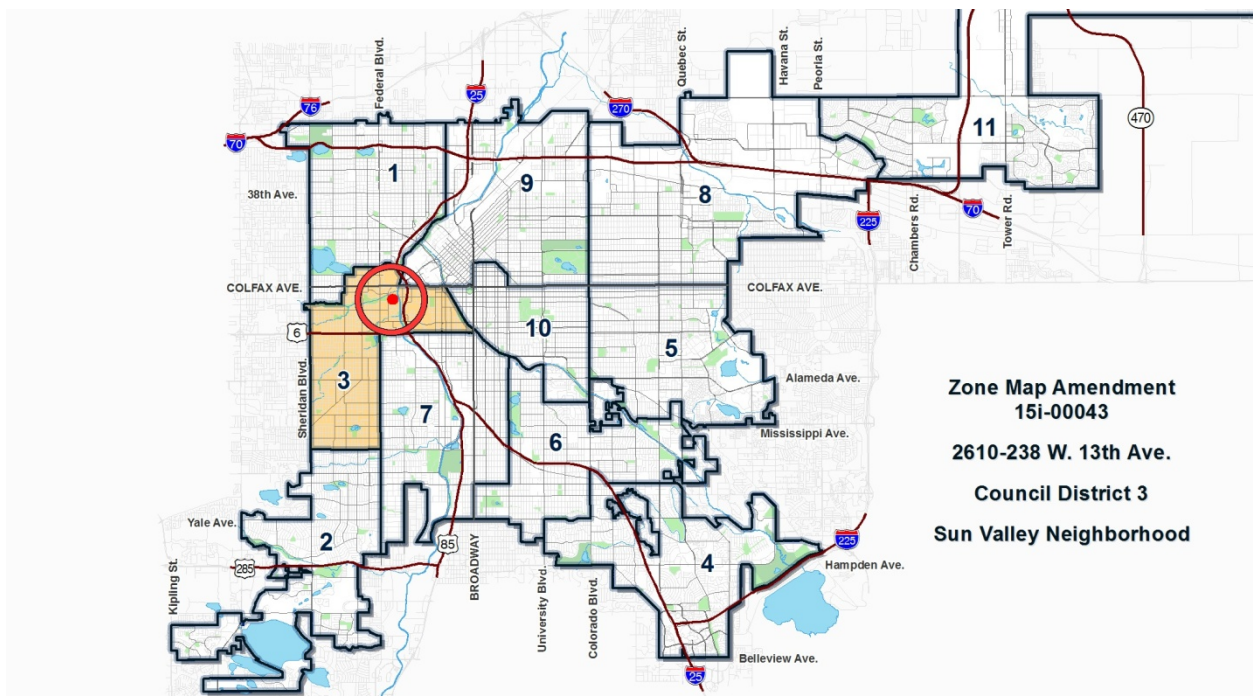 Federal Blvd.
Quebec St.
Havana St.
Peoria St.
76
25
270
70
470
11
1
9
8
38th Ave.
225
Chambers Rd.
70
Tower Rd.
COLFAX AVE.
COLFAX AVE.
6
10
5
Sheridan Blvd.
3
7
Alameda Ave.
Mississippi Ave.
6
Yale Ave.
2
85
BROADWAY
4
225
Hampden Ave.
285
Kipling St.
University Blvd.
Colorado Blvd.
Belleview Ave.
25
Zone Map Amendment
15i-00043
2610-238 W. 13th Ave.
Council District 3
Sun Valley Neighborhood